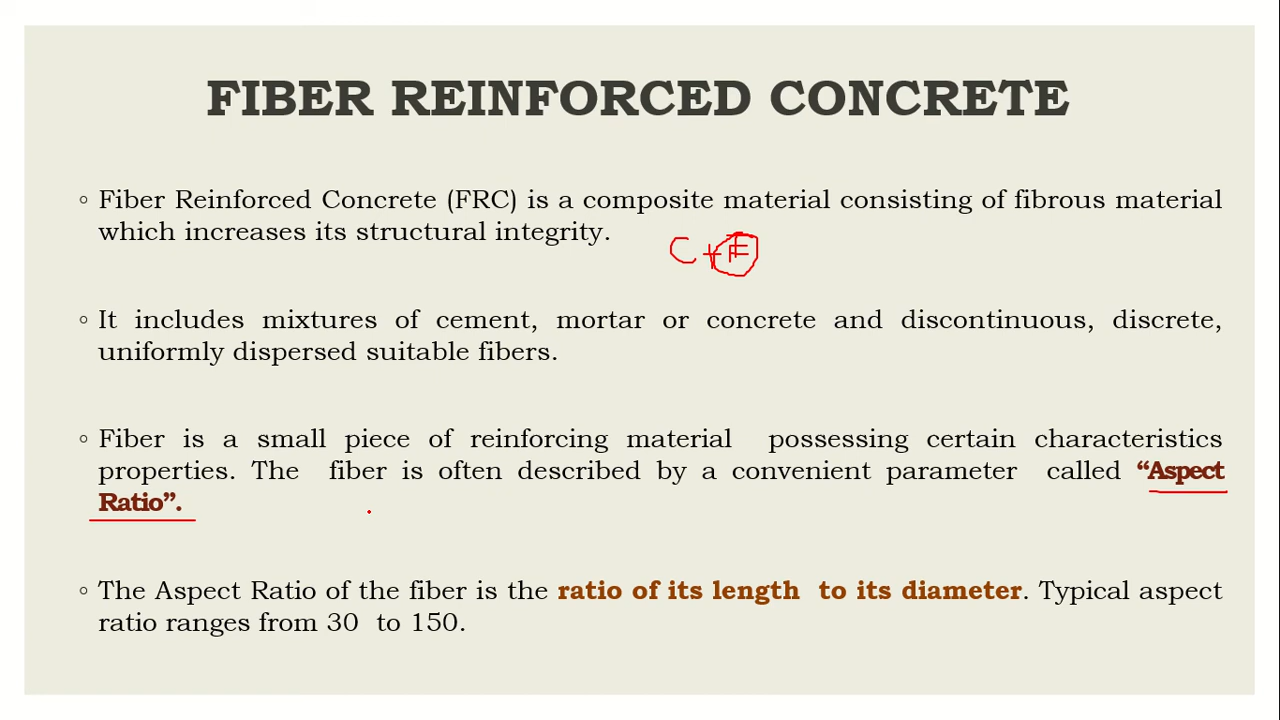 FIBER REINFORCED CONCRETE
◦ Fiber Reinforced Concrete (FRC) is a composite material consisting of fibrous material
which increases its structural integrity.
C+F
◦ It includes mixtures of cement, mortar or concrete and discontinuous, discrete,
uniformly dispersed suitable fibers.
◦ Fiber is a small piece of reinforcing material possessing certain characteristics
properties. The fiber is often described by a convenient parameter called “Aspect
Ratio”.
◦ The Aspect Ratio of the fiber is the ratio of its length to its diameter. Typical aspect
ratio ranges from 30 to 150.